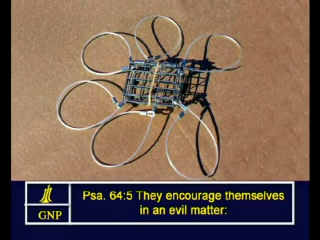 Psa. 64:5 They encourage themselves
in an evil matter:
GNP